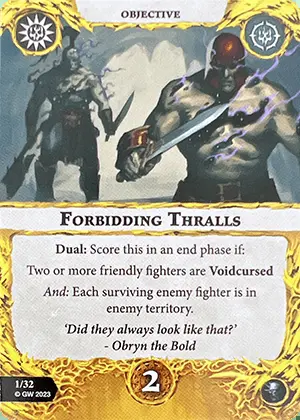 OBJECTIVE
FORBIDDING THRALLS
Dual: Score this in an end phase if:
Two or more friendly fighters are Voidcursed
And: Each surviving enemy fighter is in
enemy territory.
‘Did they always look like that?’
- Obryn the Bold
1/32
© GW 2023
2